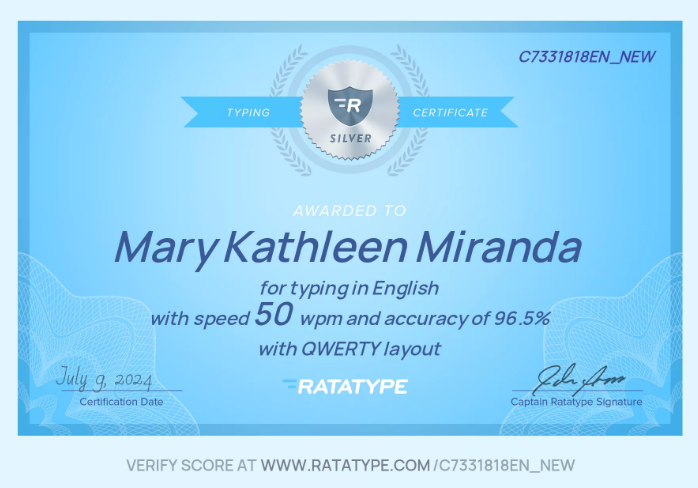 C7331818EN_NEW
TYPING
R
CERTIFICATE
SILVER
AWARDED TO
Mary Kathleen Miranda
for typing in English
with speed 50 wpm and accuracy of 96.5%
with QWERTY layout
July 9, 2024
RATATYPE
Certification Date
Captain Ratatype Signature
VERIFY SCORE AT WWW.RATATYPE.COM/C7331818EN_NEW